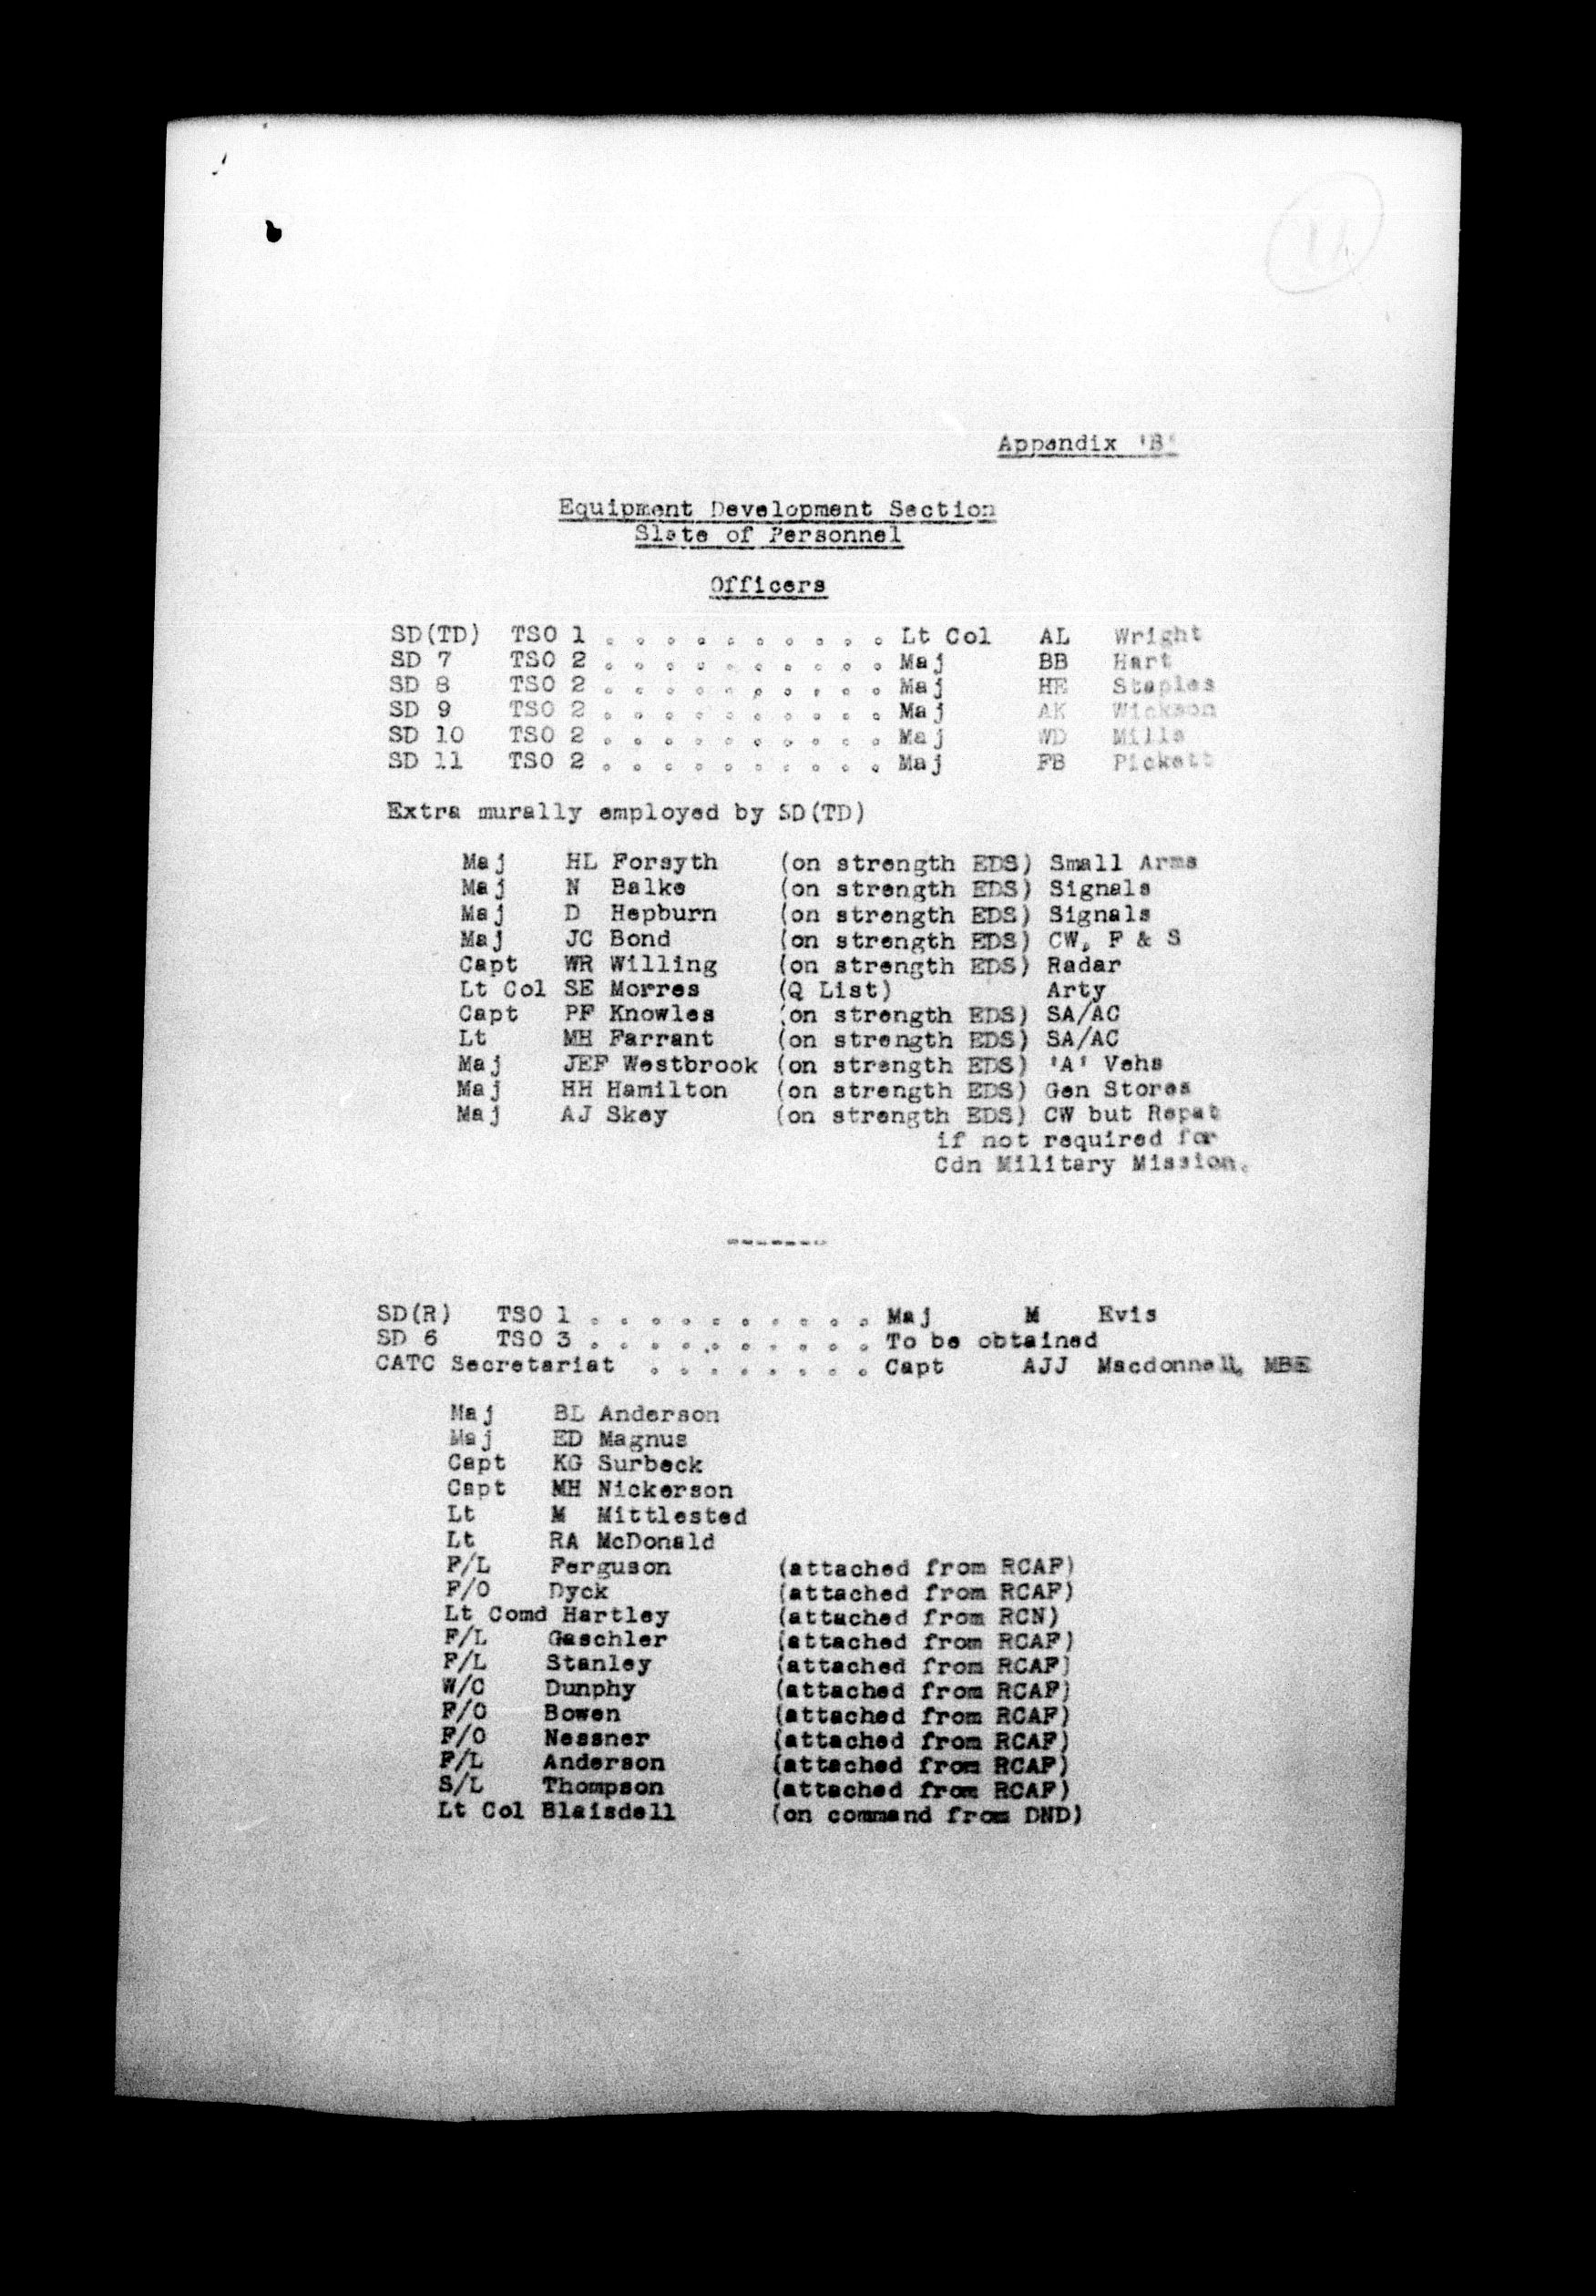 Appendix 'B'
Equipment Development Section
Slate of Personnel
Officers
SD(TD) TSO 1 . . . . . . . . . . Lt Col AL Wright
SD 7 TSO 2 . . . . . . . . . . Maj BB Hart
SD 8 TSO 2 . . . . . . . . . . Maj HE Staples
SD 9 TSO 2 . . . . . . . . . . Maj AK Wickson
SD 10 TSO 2 . . . . . . . . . . Maj WD Mills
SD 11 TSO 2 . . . . . . . . . . Maj FB Pickett
Extra murally employed by SD(TD)
Maj HL Forsyth (on strength EDS) Small Arms
Maj N Balke (on strength EDS) Signals
Maj D Hepburn (on strength EDS) Signals
Maj JC Bond (on strength EDS) CW, F & S
Capt WR Willing (on strength EDS) Radar
Lt Col SE Morres (Q List) Arty
Capt PF Knowles (on strength EDS) SA/AC
Lt MH Farrant (on strength EDS) SA/AC
Maj JEF Westbrook (on strength EDS) 'A' Vehs
Maj HH Hamilton (on strength EDS) Gen Stores
Maj AJ Skey (on strength EDS) CW but Repat
if not required for
Cdn Military Mission.
-------
SD(R) TSO 1 . . . . . . . . . . Maj M Evis
SD 6 TSO 3 . . . . . . . . . . To be obtained
CATC Secretariat . . . . . . . . Capt AJJ Macdonnell, MBE
Maj BL Anderson
Maj ED Magnus
Capt KG Surbeck
Capt MH Nickerson
Lt M Mittlested
Lt RA McDonald
F/L Ferguson (attached from RCAF)
F/O Dyck (attached from RCAF)
Lt Comd Hartley (attached from RCN)
F/L Gaschler (attached from RCAF)
F/L Stanley (attached from RCAF)
W/C Dunphy (attached from RCAF)
F/O Bowen (attached from RCAF)
F/O Nessner (attached from RCAF)
F/L Anderson (attached from RCAF)
S/L Thompson (attached from RCAF)
Lt Col Blaisdell (on command from DND)